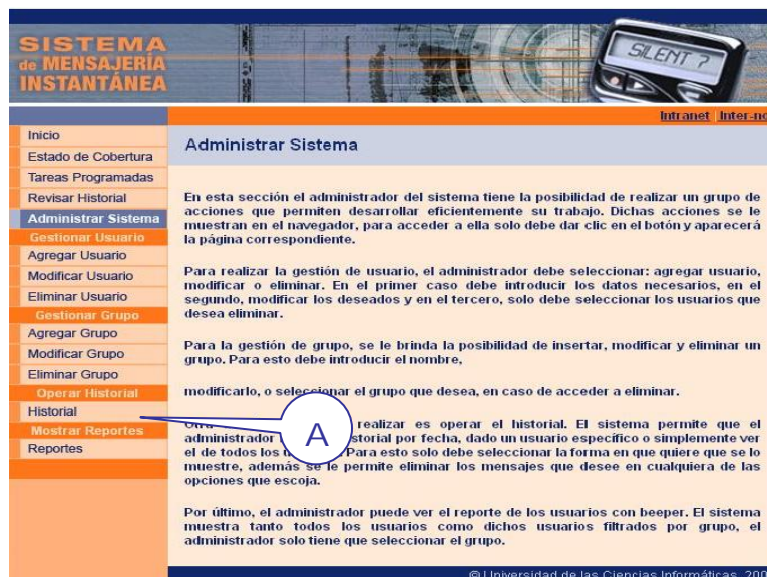 SISTEMA
de MENSAJERÍA
INSTANTÁNEA
SILENT ?
Intranet Inter-no
Inicio
Estado de Cobertura
Tareas Programadas
Revisar Historial
Administrar Sistema
Gestionar Usuario
Agregar Usuario
Modificar Usuario
Eliminar Usuario
Gestionar Grupo
Agregar Grupo
Modificar Grupo
Eliminar Grupo
Operar Historial
Historial
Mostrar Reportes
Reportes
Administrar Sistema
En esta sección el administrador del sistema tiene la posibilidad de realizar un grupo de
acciones que permiten desarrollar eficientemente su trabajo. Dichas acciones se le
muestran en el navegador, para acceder a ella solo debe dar clic en el botón y aparecerá
la página correspondiente.
Para realizar la gestión de usuario, el administrador debe seleccionar: agregar usuario,
modificar o eliminar. En el primer caso debe introducir los datos necesarios, en el
segundo, modificar los deseados y en el tercero, solo debe seleccionar los usuarios que
desea eliminar.
Para la gestión de grupo, se le brinda la posibilidad de insertar, modificar y eliminar un
grupo. Para esto debe introducir el nombre,
modificarlo, o seleccionar el grupo que desea, en caso de acceder a eliminar.
realizar es operar el historial. El sistema permite que el
administrador storial por fecha, dado un usuario específico o simplemente ver
el de todos los Para esto solo debe seleccionar la forma en que quiere que se lo
muestre, además se le permite eliminar los mensajes que desee en cualquiera de las
opciones que escoja.
Por último, el administrador puede ver el reporte de los usuarios con beeper. El sistema
muestra tanto todos los usuarios como dichos usuarios filtrados por grupo, el
administrador solo tiene que seleccionar el grupo.
A
© Universidad de las Ciencias Informáticas, 200